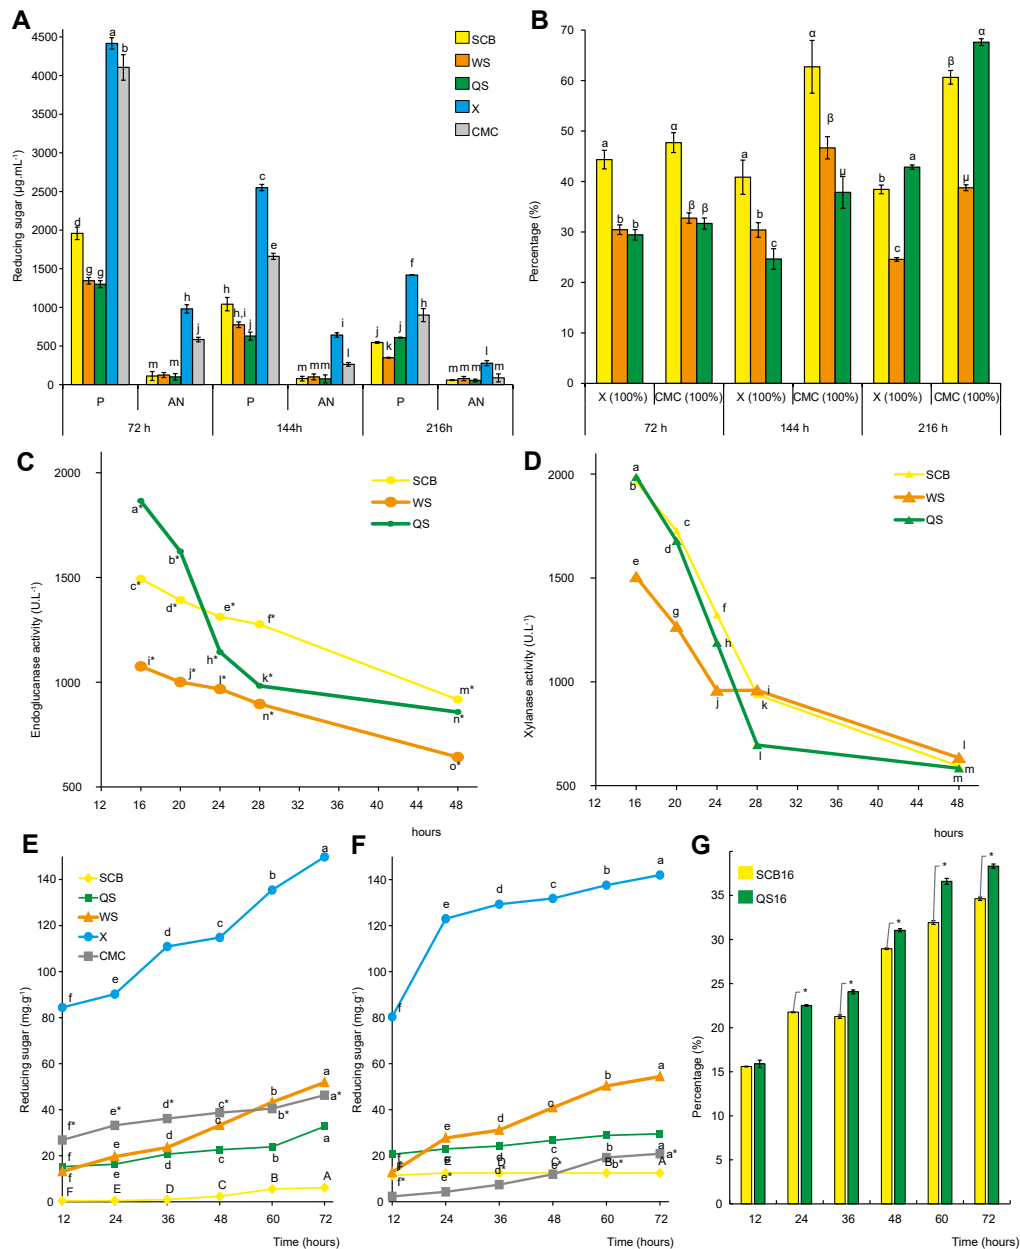 A
B
4500
4000
3500
3000
2500
2000
1500
1000
500
0
Reducing sugar (µg.mL⁻¹)
SCB
WS
QS
X
CMC
d g g a b
m m h j
h h,i j c e
m m m i l
j k j f h
m m m l m
P AN P AN P AN
72 h 144h 216h
70
60
50
40
30
20
10
0
Percentage (%)
a b b α β β
a b c α β µ
b c a β µ α
X (100%) CMC (100%) X (100%) CMC (100%) X (100%) CMC (100%)
72 h 144 h 216 h
C
D
2000
1500
1000
500
Endoglucanase activity (U.L⁻¹)
SCB
WS
QS
a*
b*
c*
d*
e*
f*
h*
i*
j*
l*
k*
n*
m*
n*
o*
12 16 20 24 28 32 36 40 44 48
hours
2000
1500
1000
500
Xylanase activity (U.L⁻¹)
SCB
WS
QS
a
b
c
d
e
f
g
h
i
j
k
l
l
m
m
12 16 20 24 28 32 36 40 44 48
hours
E
F
G
140
120
100
80
60
40
20
0
Reducing sugar (mg.g⁻¹)
SCB
QS
WS
X
CMC
f e d c b a
f* e* d* c* b* a*
f e d c b a
f e d c b a
F E D C B A
12 24 36 48 60 72
Time (hours)
140
120
100
80
60
40
20
0
Reducing sugar (mg.g⁻¹)
f e d c b a
f e d c b a
d c b a
E D C B A
f* e* d* c* b* a*
12 24 36 48 60 72
Time (hours)
35
30
25
20
15
10
5
0
Percentage (%)
SCB16
QS16
* * * * *
12 24 36 48 60 72
Time (hours)